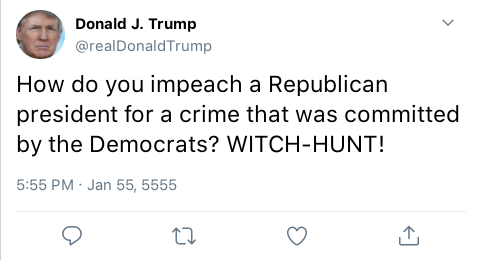 Donald J. Trump
@realDonaldTrump
How do you impeach a Republican
president for a crime that was committed
by the Democrats? WITCH-HUNT!
5:55 PM · Jan 55, 5555